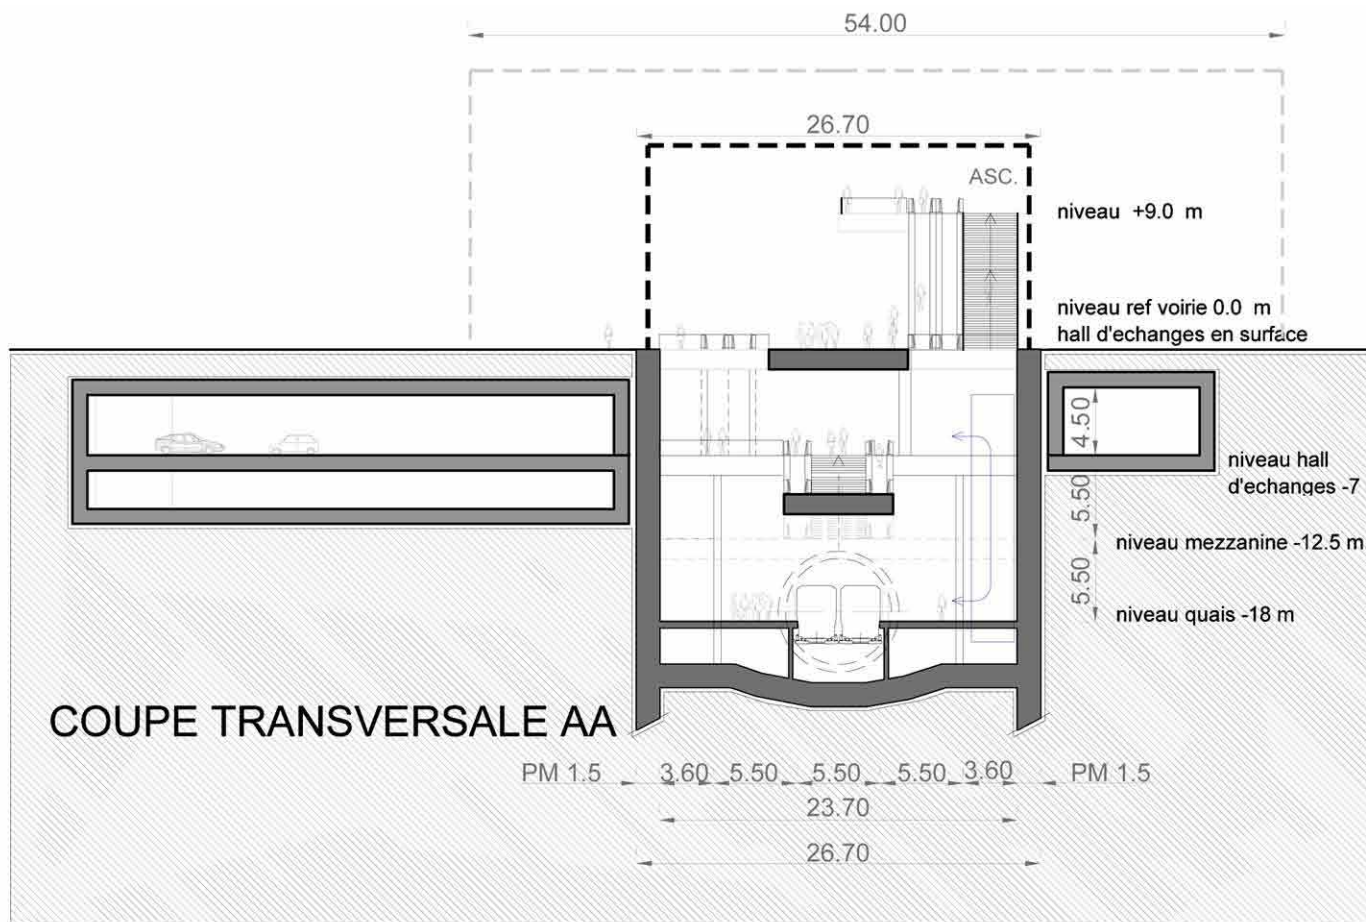 54.00
26.70
ASC.
niveau +9.0 m
niveau ref voirie 0.0 m
hall d'echanges en surface
4.50
niveau hall
d'echanges -7
5.50
niveau mezzanine -12.5 m
5.50
niveau quais -18 m
COUPE TRANSVERSALE AA
PM 1.5 3.60 5.50 5.50 5.50 3.60 PM 1.5
23.70
26.70